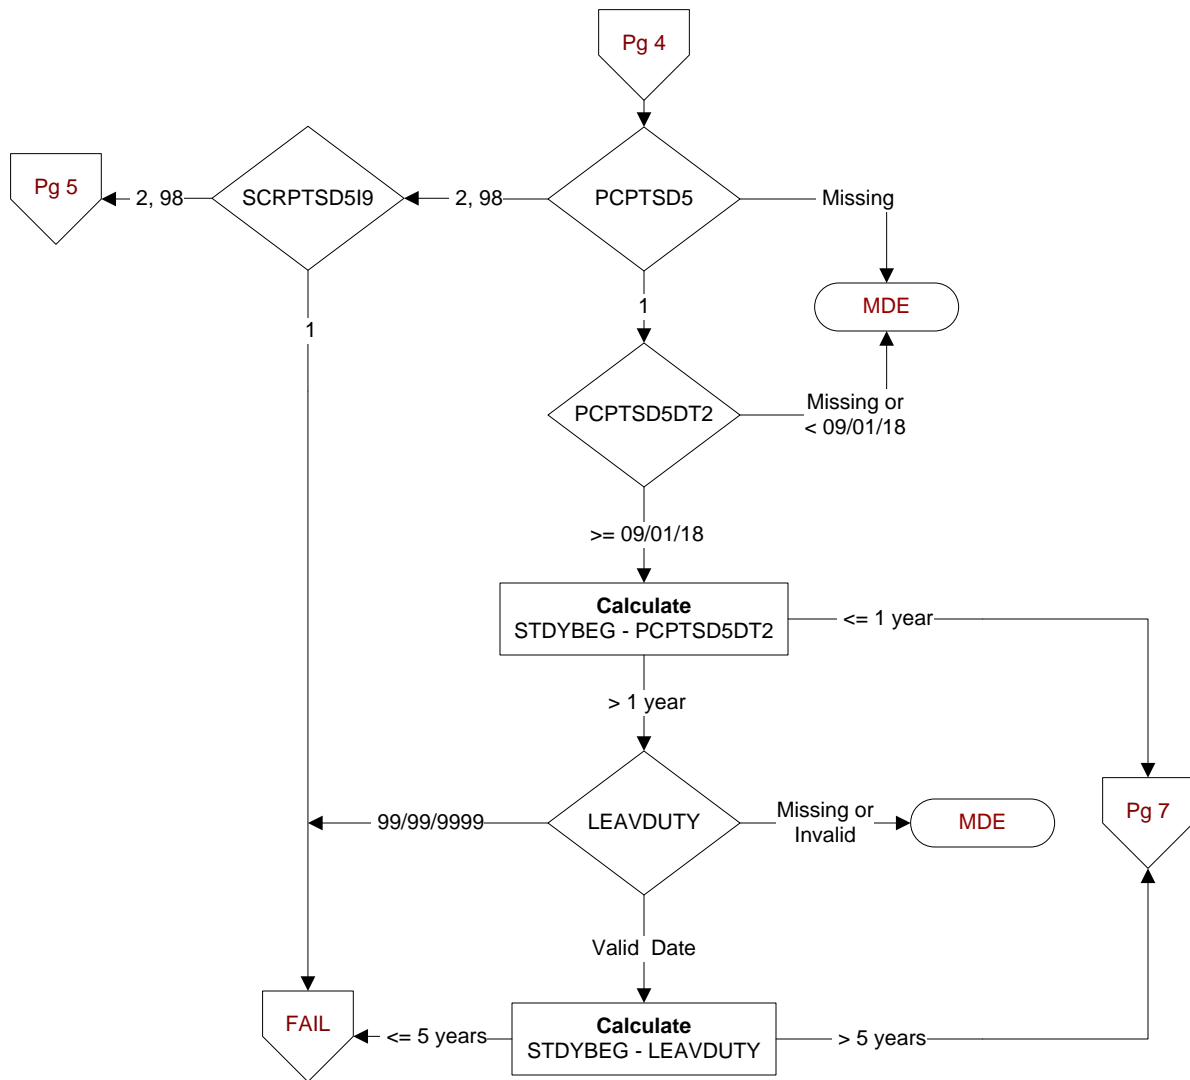 Pg 4
Pg 5
2, 98
SCRPTSD5I9
2, 98
PCPTSD5
Missing
1
1
MDE
PCPTSD5DT2
Missing or
< 09/01/18
>= 09/01/18
Calculate
STDYBEG - PCPTSD5DT2
<= 1 year
> 1 year
99/99/9999
LEAVDUTY
Missing or
Invalid
MDE
Pg 7
Valid Date
FAIL
<= 5 years
Calculate
STDYBEG - LEAVDUTY
> 5 years